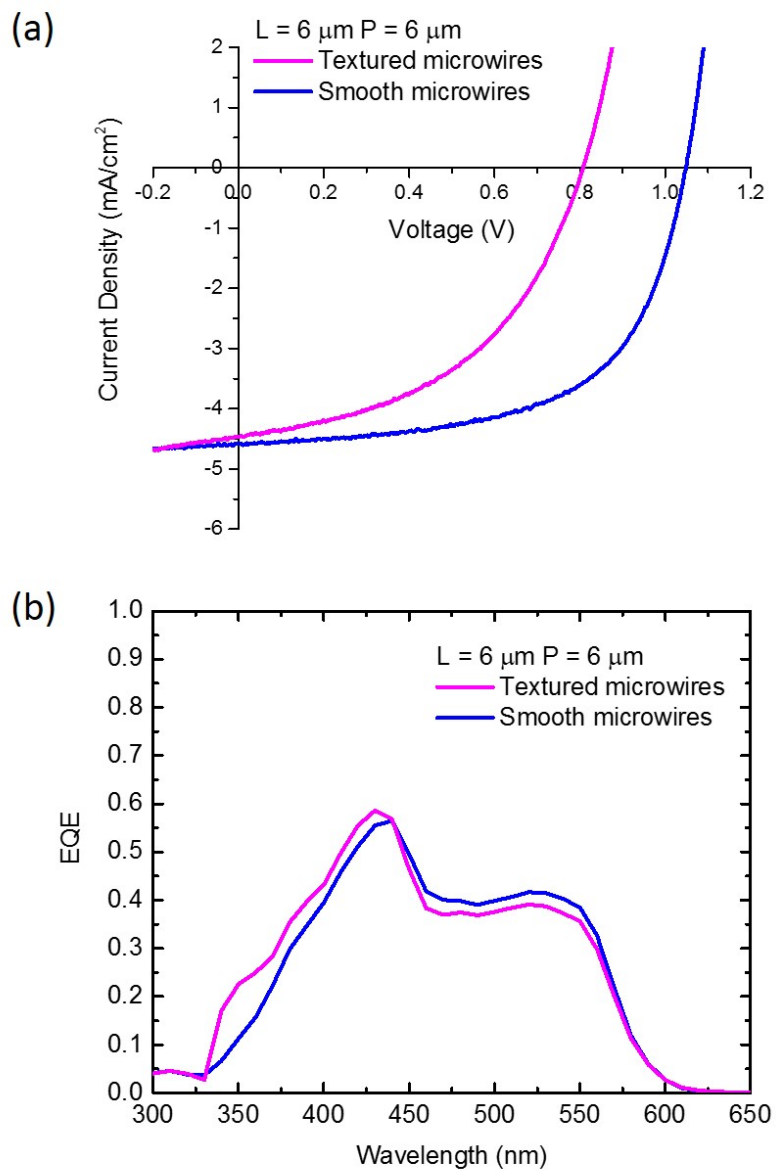 (a)
L = 6 μm P = 6 μm
Textured microwires
Smooth microwires
2
1
0
-1
-2
-3
-4
-5
-6
-0.2 0.0 0.2 0.4 0.6 0.8 1.0 1.2
Voltage (V)
Current Density (mA/cm²)
(b)
1.0
0.9
0.8
0.7
0.6
0.5
0.4
0.3
0.2
0.1
0.0
L = 6 μm P = 6 μm
Textured microwires
Smooth microwires
EQE
300 350 400 450 500 550 600 650
Wavelength (nm)